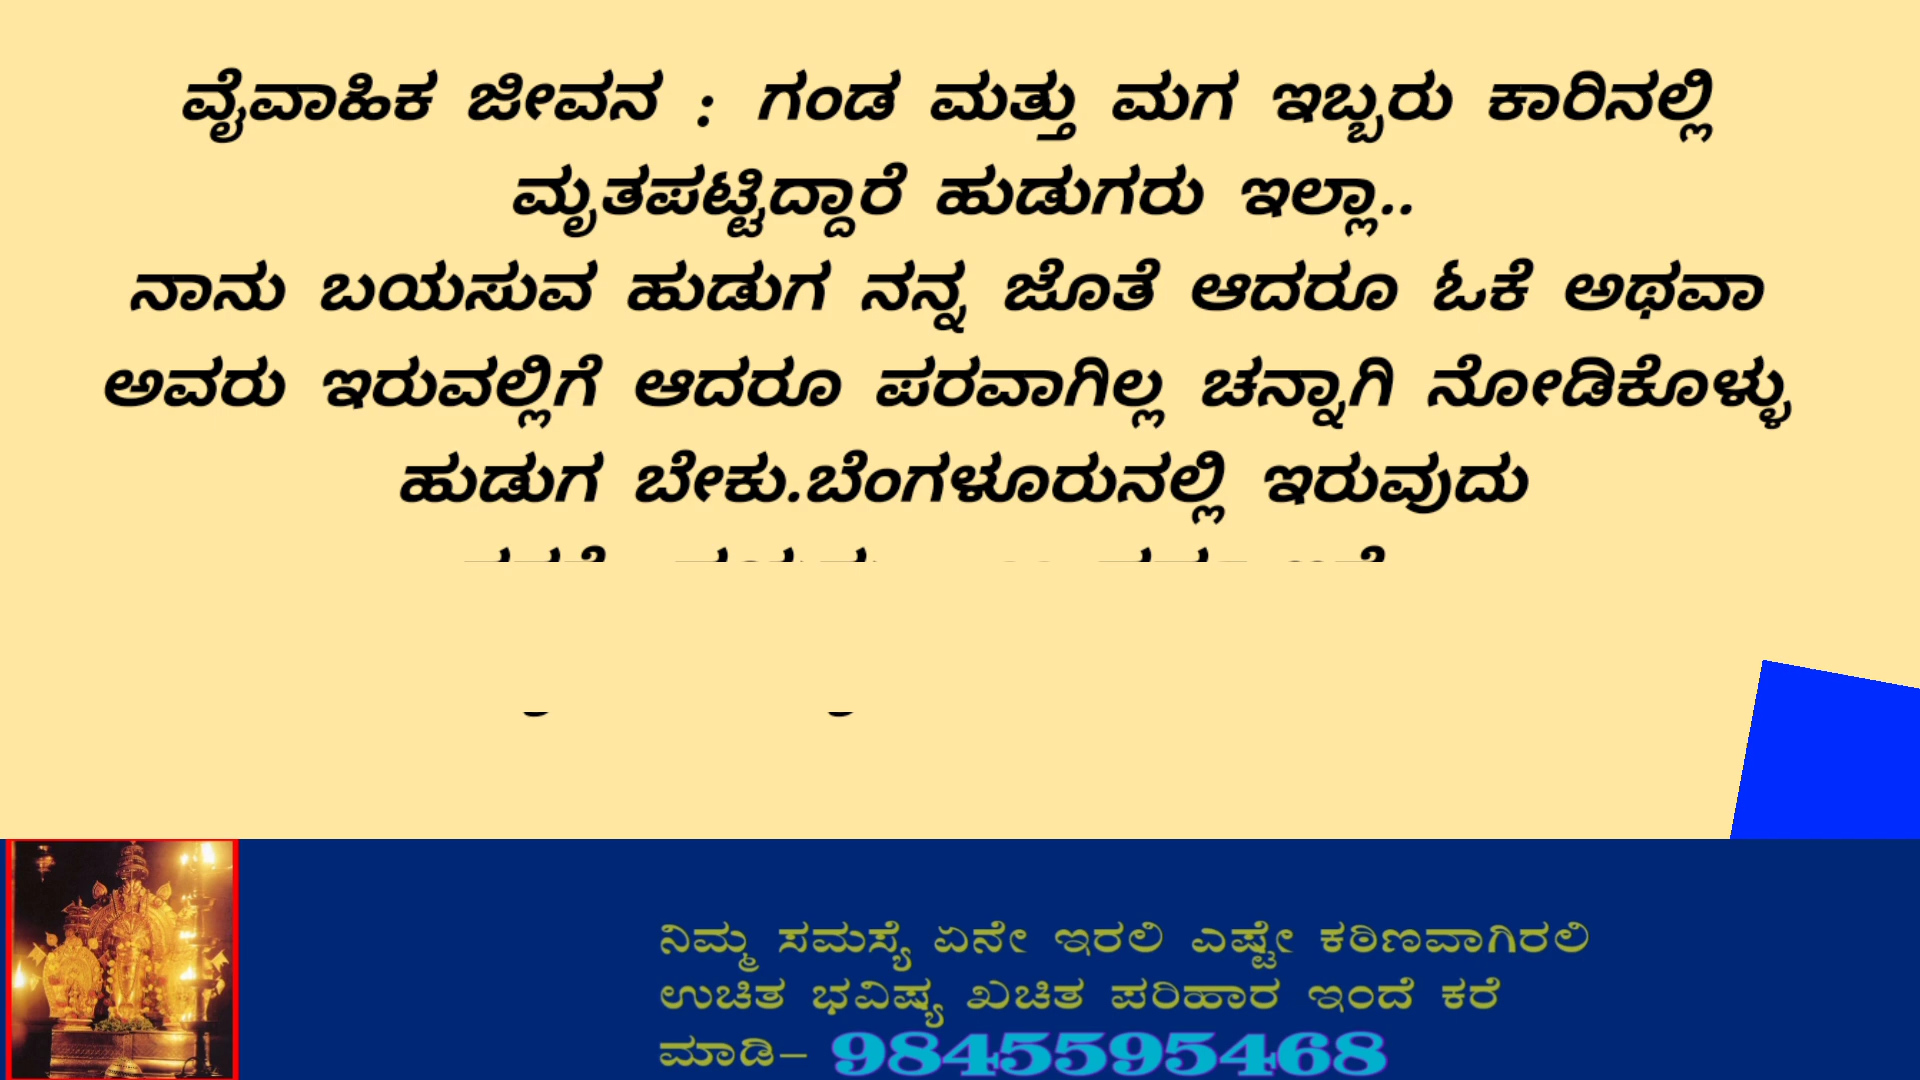 ವೈವಾಹಿಕ ಜೀವನ : ಗಂಡ ಮತ್ತು ಮಗ ಇಬ್ಬರು ಕಾರಿನಲ್ಲಿ
ಮೃತಪಟ್ಟಿದ್ದಾರೆ ಹುಡುಗರು ಇಲ್ಲಾ..
ನಾನು ಬಯಸುವ ಹುಡುಗ ನನ್ನ ಜೊತೆ ಆದರೂ ಓಕೆ ಅಥವಾ
ಅವರು ಇರುವಲ್ಲಿಗೆ ಆದರೂ ಪರವಾಗಿಲ್ಲ ಚನ್ನಾಗಿ ನೋಡಿಕೊಳ್ಳು
ಹುಡುಗ ಬೇಕು.ಬೆಂಗಳೂರುನಲ್ಲಿ ಇರುವುದು
ನಿಮ್ಮ ಸಮಸ್ಯೆ ಏನೇ ಇರಲಿ ಎಷ್ಟೇ ಕಠಿಣವಾಗಿರಲಿ
ಉಚಿತ ಭವಿಷ್ಯ ಖಚಿತ ಪರಿಹಾರ ಇಂದೆ ಕರೆ
ಮಾಡಿ– 9845595468